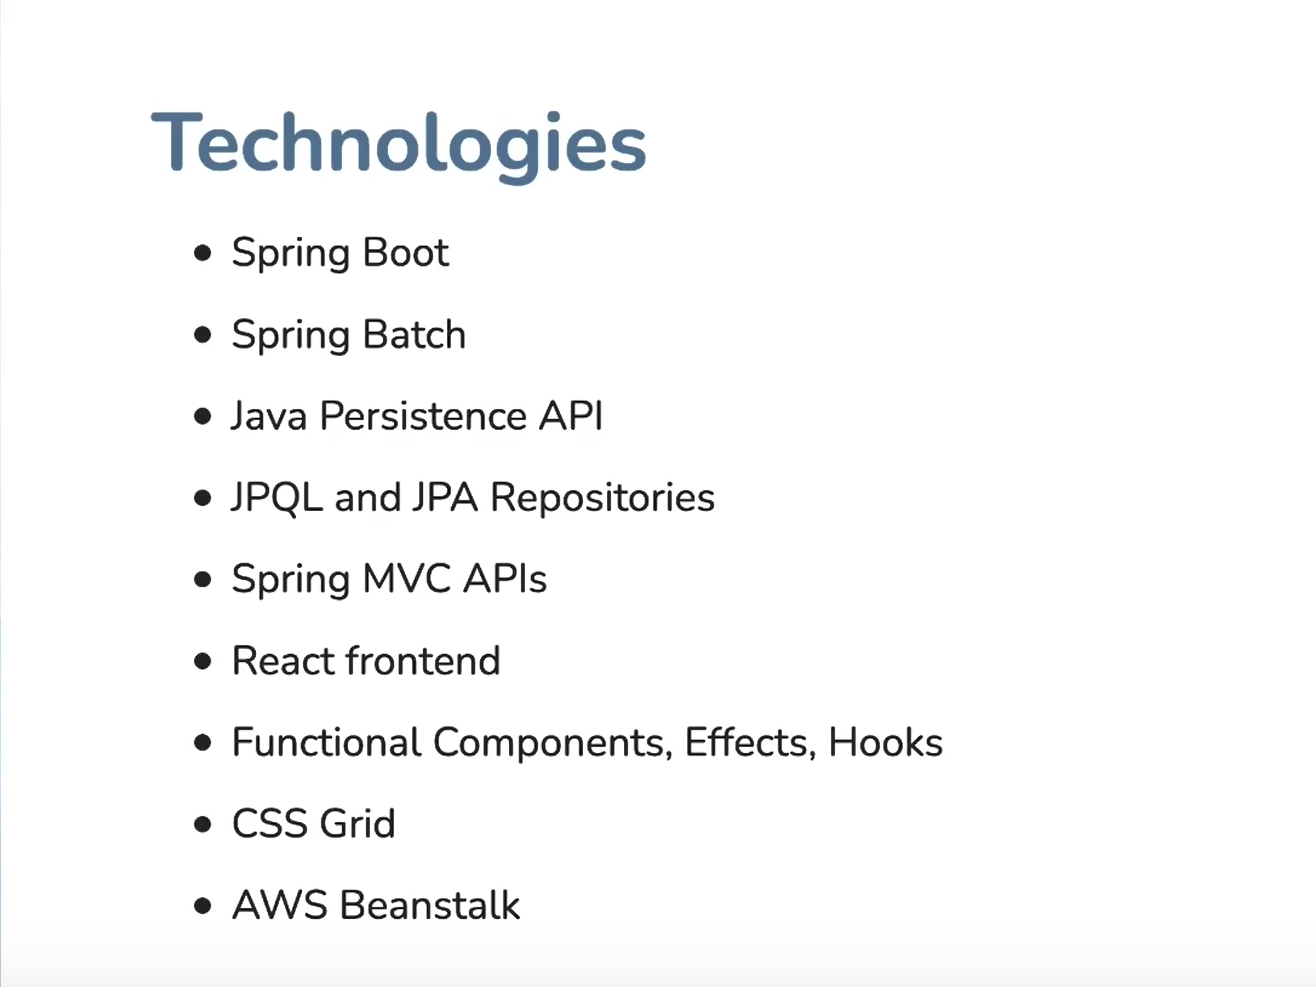 Technologies
Spring Boot
Spring Batch
Java Persistence API
JPQL and JPA Repositories
Spring MVC APIs
React frontend
Functional Components, Effects, Hooks
CSS Grid
AWS Beanstalk